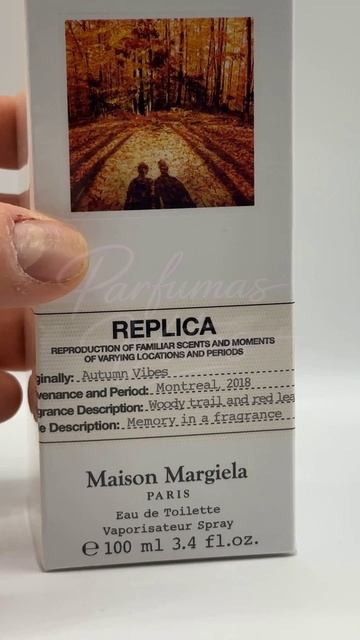 Parfumas
REPLICA
REPRODUCTION OF FAMILIAR SCENTS AND MOMENTS
OF VARYING LOCATIONS AND PERIODS
ginally: Autumn Vibes
venance and Period: Montreal, 2018
grance Description: Woody trail and red lea
e Description: Memory in a fragrance
Maison Margiela
PARIS
Eau de Toilette
Vaporisateur Spray
℮ 100 ml 3.4 fl.oz.